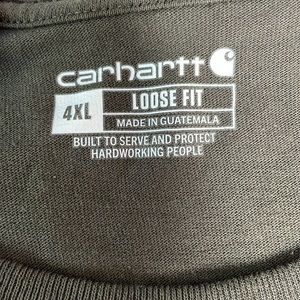 carhartt
4XL LOOSE FIT
MADE IN GUATEMALA
BUILT TO SERVE AND PROTECT
HARDWORKING PEOPLE